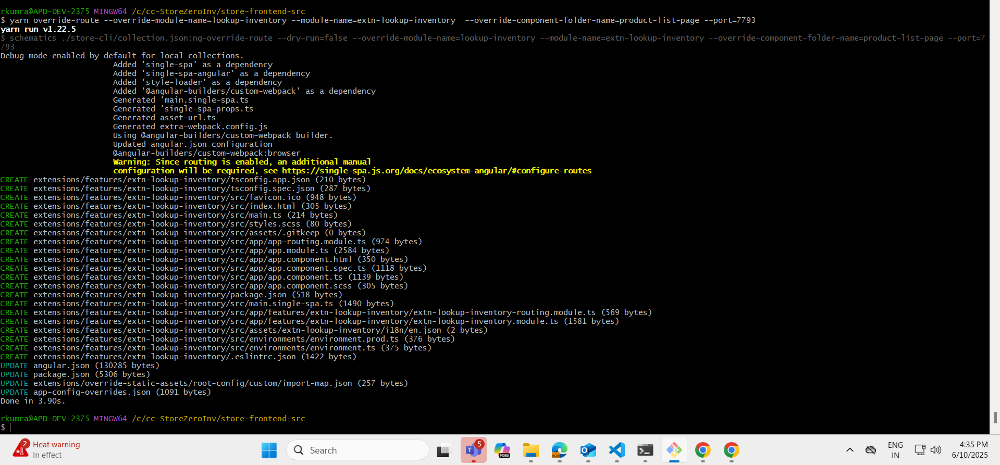 rkumra@APD-DEV-2375 MINGW64 /c/cc-StoreZeroInv/store-frontend-src
$ yarn override-route --override-module-name=lookup-inventory --module-name=extn-lookup-inventory  --override-component-folder-name=product-list-page --port=7793
yarn run v1.22.5
$ schematics ./store-cli/collection.json:ng-override-route --dry-run=false --override-module-name=lookup-inventory --module-name=extn-lookup-inventory --override-component-folder-name=product-list-page --port=7
793
Debug mode enabled by default for local collections.
Added 'single-spa' as a dependency
Added 'single-spa-angular' as a dependency
Added 'style-loader' as a dependency
Added '@angular-builders/custom-webpack' as a dependency
Generated 'main.single-spa.ts
Generated 'single-spa-props.ts
Generated asset-url.ts
Generated extra-webpack.config.js
Using @angular-builders/custom-webpack builder.
Updated angular.json configuration
@angular-builders/custom-webpack:browser
Warning: Since routing is enabled, an additional manual
configuration will be required, see https://single-spa.js.org/docs/ecosystem-angular/#configure-routes
CREATE extensions/features/extn-lookup-inventory/tsconfig.app.json (210 bytes)
CREATE extensions/features/extn-lookup-inventory/tsconfig.spec.json (287 bytes)
CREATE extensions/features/extn-lookup-inventory/src/favicon.ico (948 bytes)
CREATE extensions/features/extn-lookup-inventory/src/index.html (305 bytes)
CREATE extensions/features/extn-lookup-inventory/src/main.ts (214 bytes)
CREATE extensions/features/extn-lookup-inventory/src/styles.scss (80 bytes)
CREATE extensions/features/extn-lookup-inventory/src/assets/.gitkeep (0 bytes)
CREATE extensions/features/extn-lookup-inventory/src/app/app-routing.module.ts (974 bytes)
CREATE extensions/features/extn-lookup-inventory/src/app/app.module.ts (2584 bytes)
CREATE extensions/features/extn-lookup-inventory/src/app/app.component.html (350 bytes)
CREATE extensions/features/extn-lookup-inventory/src/app/app.component.spec.ts (1118 bytes)
CREATE extensions/features/extn-lookup-inventory/src/app/app.component.ts (1139 bytes)
CREATE extensions/features/extn-lookup-inventory/src/app/app.component.scss (305 bytes)
CREATE extensions/features/extn-lookup-inventory/package.json (518 bytes)
CREATE extensions/features/extn-lookup-inventory/src/main.single-spa.ts (1490 bytes)
CREATE extensions/features/extn-lookup-inventory/src/app/features/extn-lookup-inventory/extn-lookup-inventory-routing.module.ts (569 bytes)
CREATE extensions/features/extn-lookup-inventory/src/app/features/extn-lookup-inventory/extn-lookup-inventory.module.ts (1581 bytes)
CREATE extensions/features/extn-lookup-inventory/src/assets/extn-lookup-inventory/i18n/en.json (2 bytes)
CREATE extensions/features/extn-lookup-inventory/src/environments/environment.prod.ts (376 bytes)
CREATE extensions/features/extn-lookup-inventory/src/environments/environment.ts (375 bytes)
CREATE extensions/features/extn-lookup-inventory/.eslintrc.json (1422 bytes)
UPDATE angular.json (130285 bytes)
UPDATE package.json (5306 bytes)
UPDATE extensions/override-static-assets/root-config/custom/import-map.json (257 bytes)
UPDATE app-config-overrides.json (1091 bytes)
Done in 3.90s.
rkumra@APD-DEV-2375 MINGW64 /c/cc-StoreZeroInv/store-frontend-src
$
2
Heat warning
In effect
Search
5
M365
ENG
IN
4:35 PM
6/10/2025